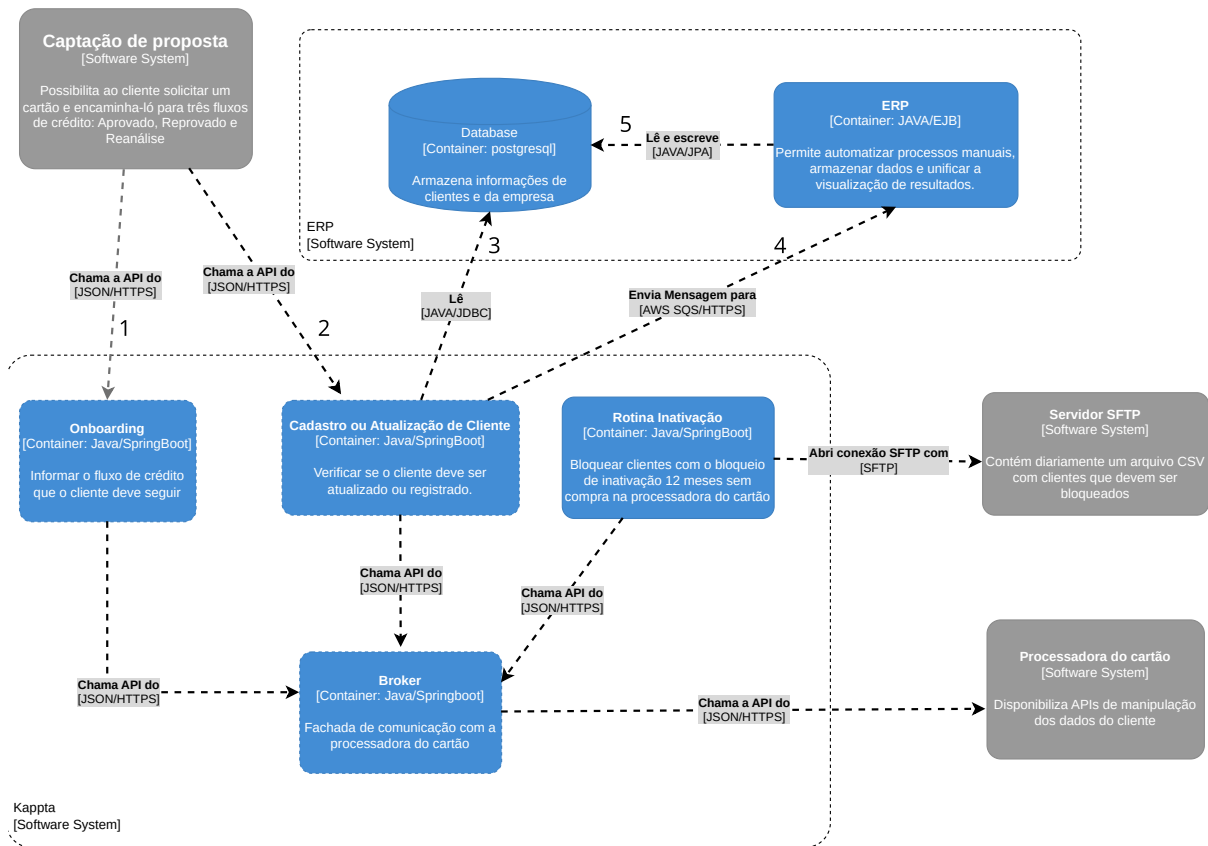 Captação de proposta
[Software System]
Possibilita ao cliente solicitar um
cartão e encaminha-ló para três fluxos
de crédito: Aprovado, Reprovado e
Reanálise
Database
[Container: postgresql]
Armazena informações de
clientes e da empresa
5
Lê e escreve
[JAVA/JPA]
ERP
[Container: JAVA/EJB]
Permite automatizar processos manuais,
armazenar dados e unificar a
visualização de resultados.
ERP
[Software System]
Chama a API do
[JSON/HTTPS]
1
Chama a API do
[JSON/HTTPS]
2
3
Lê
[JAVA/JDBC]
4
Envia Mensagem para
[AWS SQS/HTTPS]
Onboarding
[Container: Java/SpringBoot]
Informar o fluxo de crédito
que o cliente deve seguir
Cadastro ou Atualização de Cliente
[Container: Java/SpringBoot]
Verificar se o cliente deve ser
atualizado ou registrado.
Rotina Inativação
[Container: Java/SpringBoot]
Bloquear clientes com o bloqueio
de inativação 12 meses sem
compra na processadora do cartão
Abri conexão SFTP com
[SFTP]
Servidor SFTP
[Software System]
Contém diariamente um arquivo CSV
com clientes que devem ser
bloqueados
Chama API do
[JSON/HTTPS]
Chama API do
[JSON/HTTPS]
Chama API do
[JSON/HTTPS]
Broker
[Container: Java/Springboot]
Fachada de comunicação com a
processadora do cartão
Chama a API do
[JSON/HTTPS]
Processadora do cartão
[Software System]
Disponibiliza APIs de manipulação
dos dados do cliente
Kappta
[Software System]